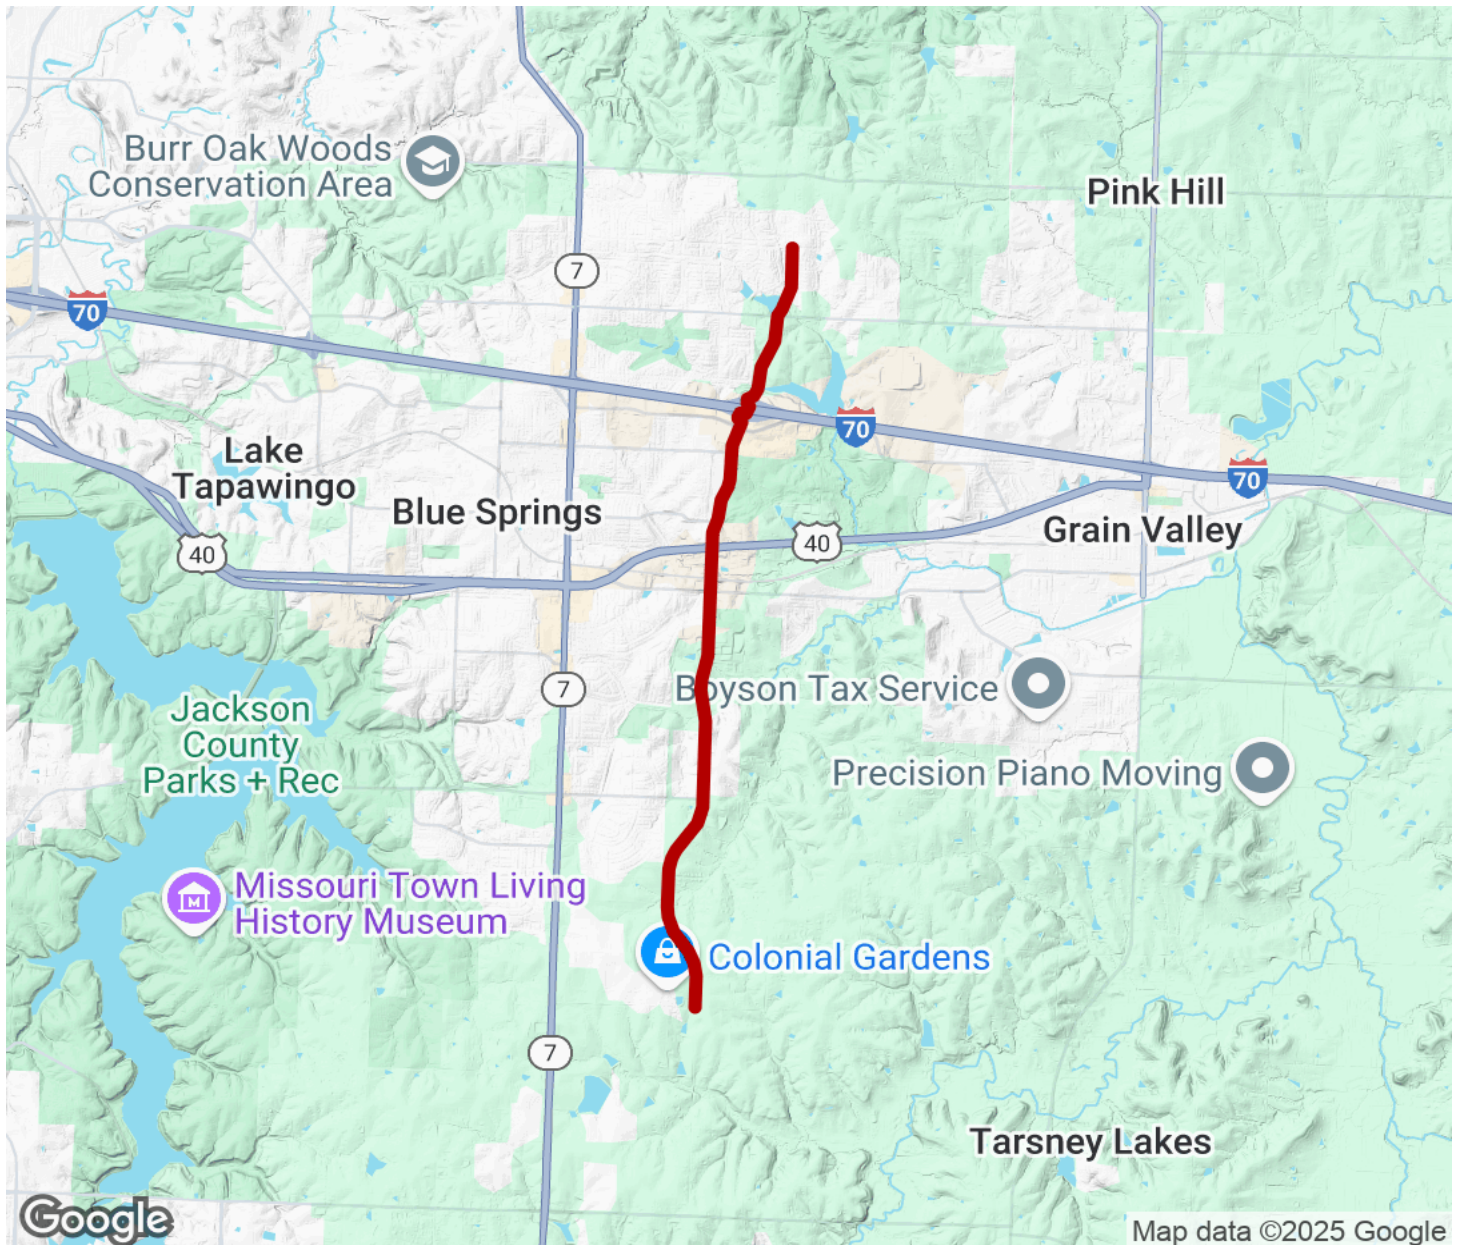 Burr Oak Woods
Conservation Area
Pink Hill
7
70
70
Lake
Tapawingo
Blue Springs
70
40
40
Grain Valley
7
Boyson Tax Service
Jackson
County
Parks + Rec
Precision Piano Moving
M
Missouri Town Living
History Museum
Colonial Gardens
7
Tarsney Lakes
Google
Map data ©2025 Google